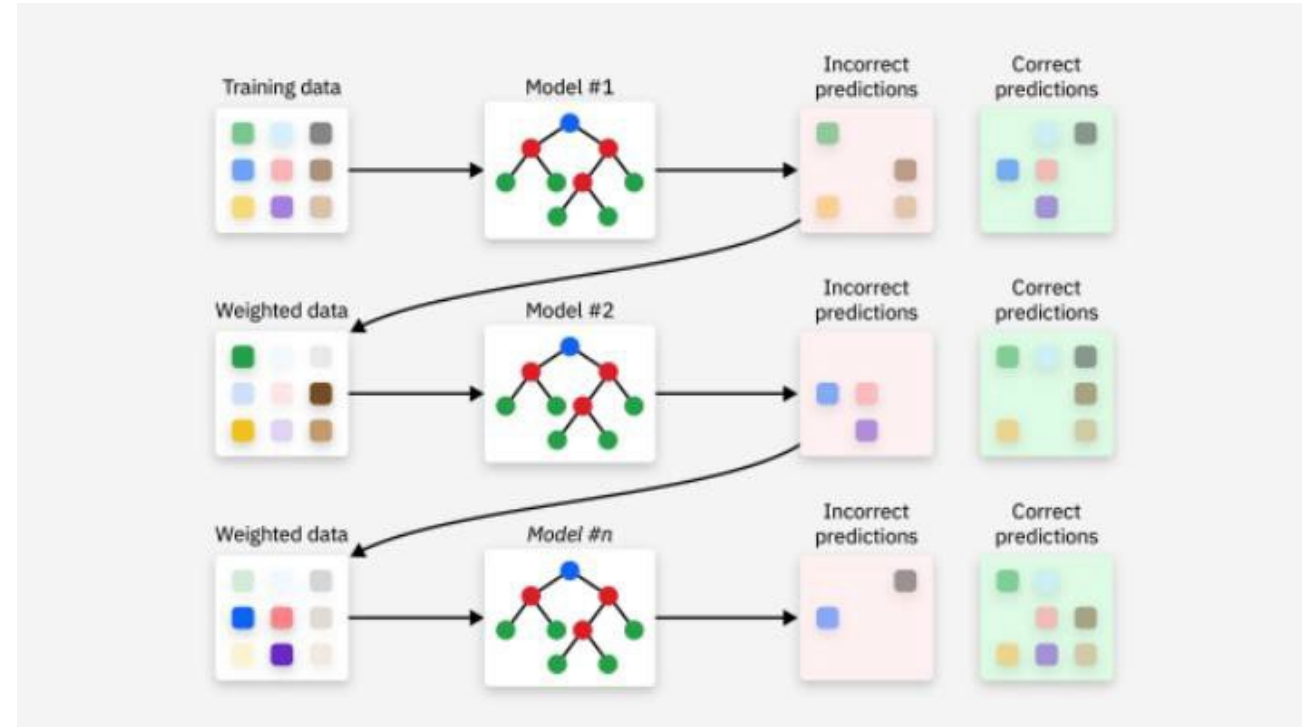 Training data
Model #1
Incorrect
predictions
Correct
predictions
Weighted data
Model #2
Incorrect
predictions
Correct
predictions
Weighted data
Model #n
Incorrect
predictions
Correct
predictions